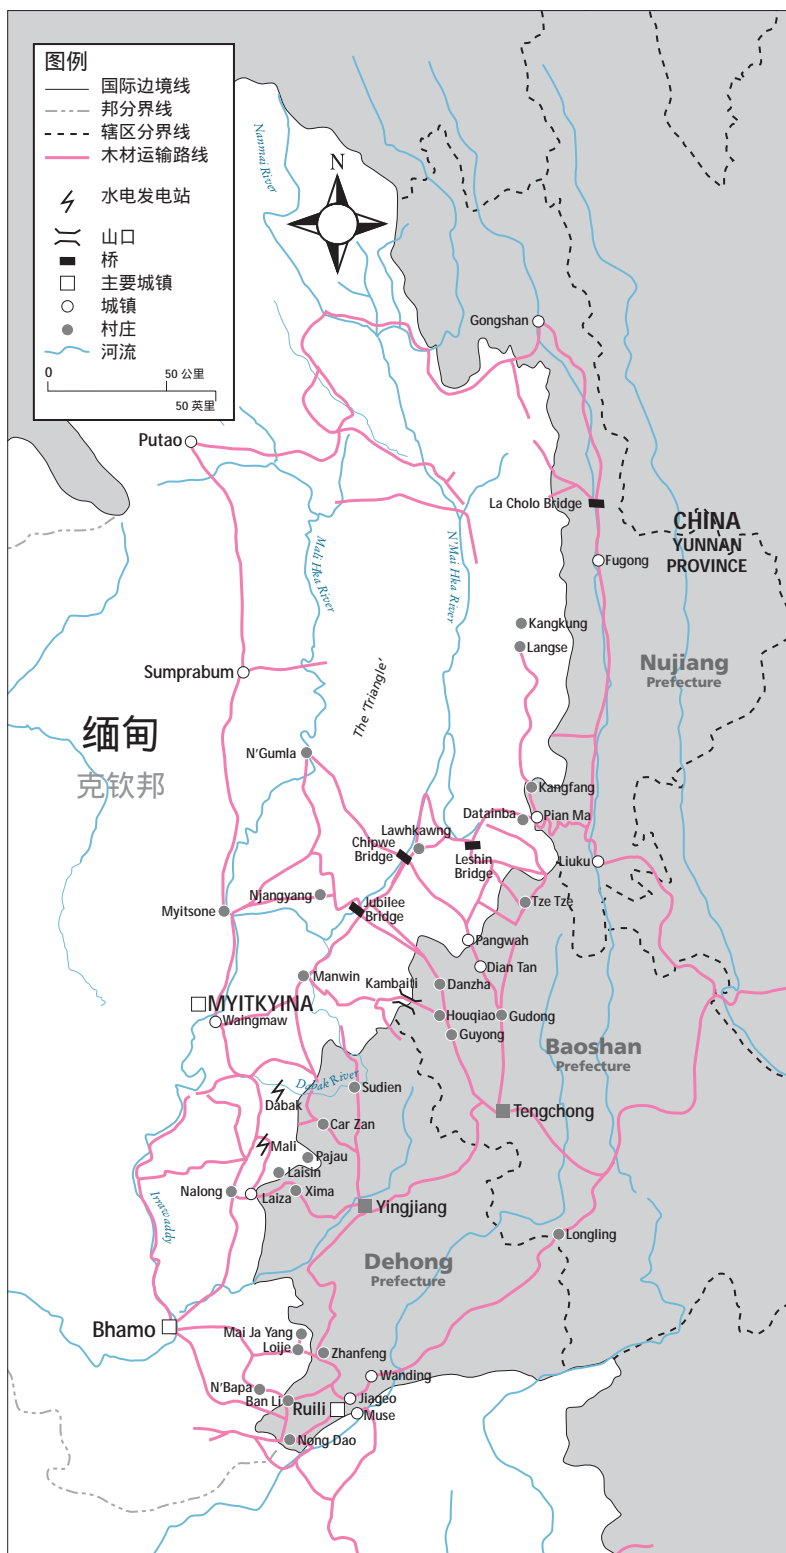 图例
国际边境线
邦分界线
辖区分界线
木材运输路线
水电发电站
山口
桥
主要城镇
城镇
村庄
河流
0
50 公里
50 英里
Nanmai River
N
Gongshan
Putao
La Cholo Bridge
CHINA
YUNNAN
PROVINCE
Mali Hka River
N'Mai Hka River
Fugong
Kangkung
Langse
Nujiang
Prefecture
Sumprabum
The 'Triangle'
缅甸
克钦邦
N'Gumla
Kangfang
Datainba
Pian Ma
Lawhkawng
Chipwe
Bridge
Leshin
Bridge
Liuku
Njangyang
Jubilee
Bridge
Tze Tze
Myitsone
Pangwah
Dian Tan
Manwin
Kambaiti
Danzha
MYITKYINA
Waingmaw
Houqiao
Gudong
Guyong
Baoshan
Prefecture
Dabak River
Sudien
Dabak
Tengchong
Car Zan
Mali
Pajau
Laisin
Nalong
Laiza
Xima
Irrawaddy
Yingjiang
Longling
Dehong
Prefecture
Bhamo
Mai Ja Yang
Loije
Zhanfeng
Wanding
N'Bapa
Ban Li
Jiageo
Ruili
Muse
Nong Dao